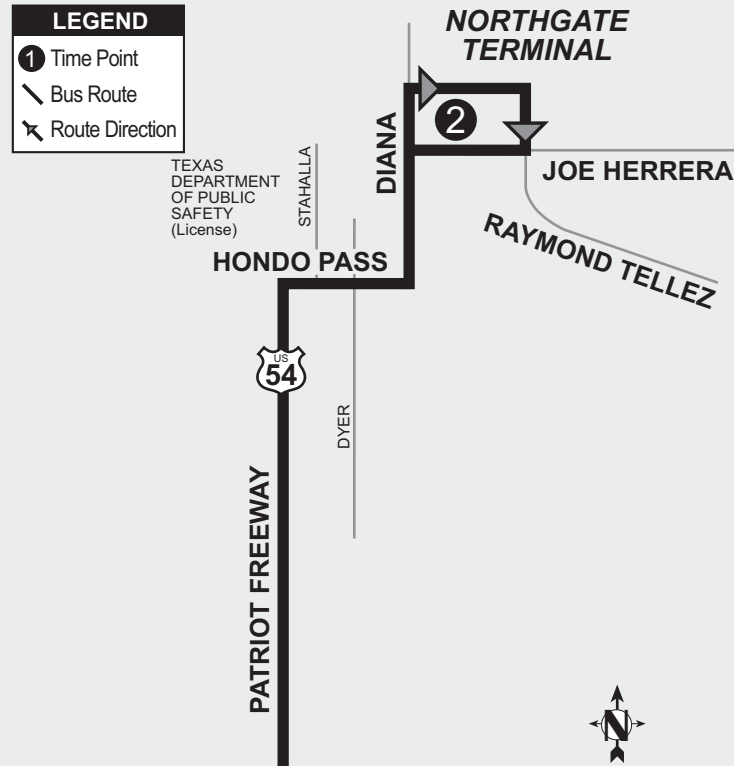 LEGEND
1 Time Point
Bus Route
Route Direction
NORTHGATE
TERMINAL
2
DIANA
JOE HERRERA
RAYMOND TELLEZ
TEXAS
DEPARTMENT
OF PUBLIC
SAFETY
(License)
STAHALLA
HONDO PASS
US
54
DYER
PATRIOT FREEWAY
N